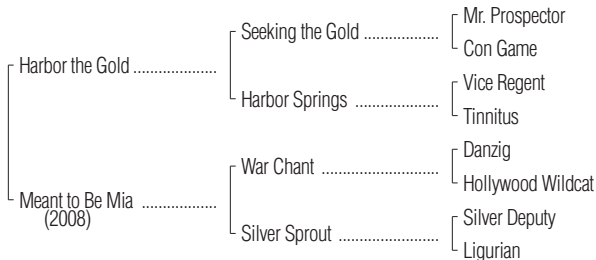 Mr. Prospector
Seeking the Gold ..................
Con Game
Harbor the Gold ....................
Vice Regent
Harbor Springs ....................
Tinnitus
Danzig
War Chant ............................
Hollywood Wildcat
Meant to Be Mia ..................
(2008)
Silver Deputy
Silver Sprout ........................
Ligurian